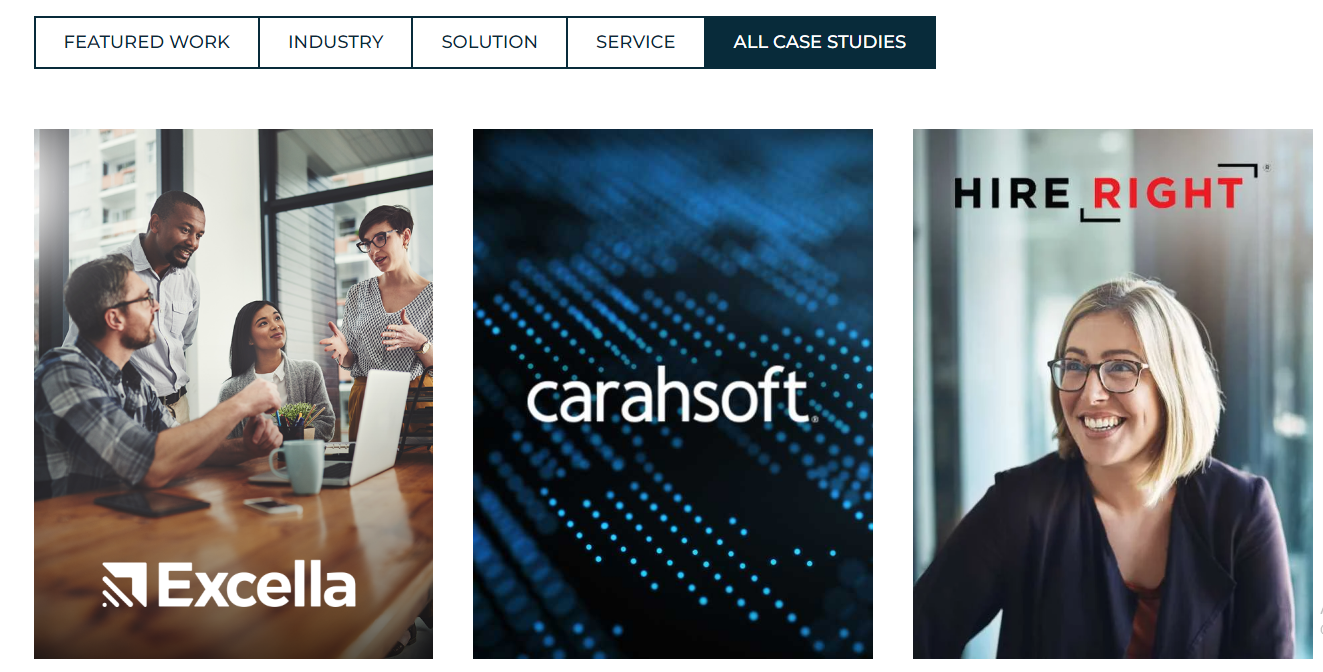 FEATURED WORK
INDUSTRY
SOLUTION
SERVICE
ALL CASE STUDIES
HIRE RIGHT®
carahsoft®
Excella